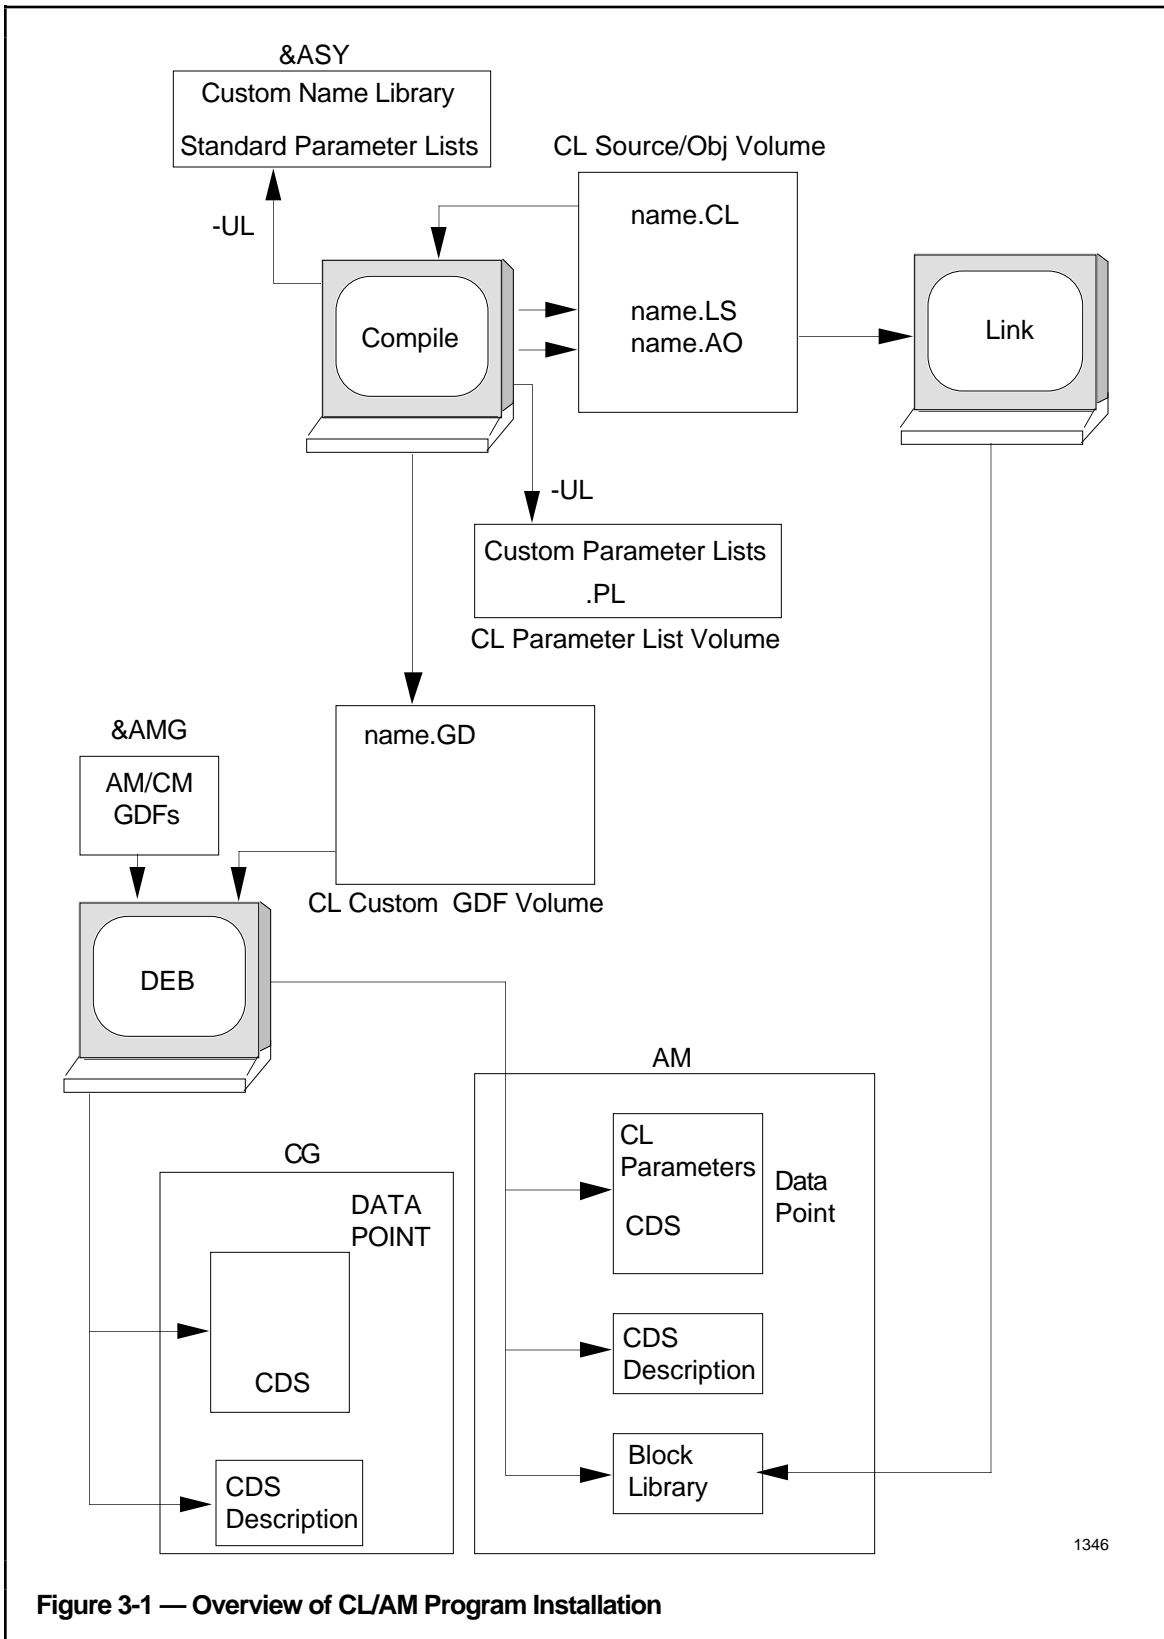 &ASY
Custom Name Library
Standard Parameter Lists
CL Source/Obj Volume
-UL
name.CL
Compile
name.LS
name.AO
Link
-UL
Custom Parameter Lists
.PL
CL Parameter List Volume
&AMG
AM/CM
GDFs
name.GD
CL Custom GDF Volume
DEB
AM
CL
Parameters
CDS
Data
Point
CG
DATA
POINT
CDS
CDS
Description
CDS
Description
Block
Library
1346
Figure 3-1 — Overview of CL/AM Program Installation